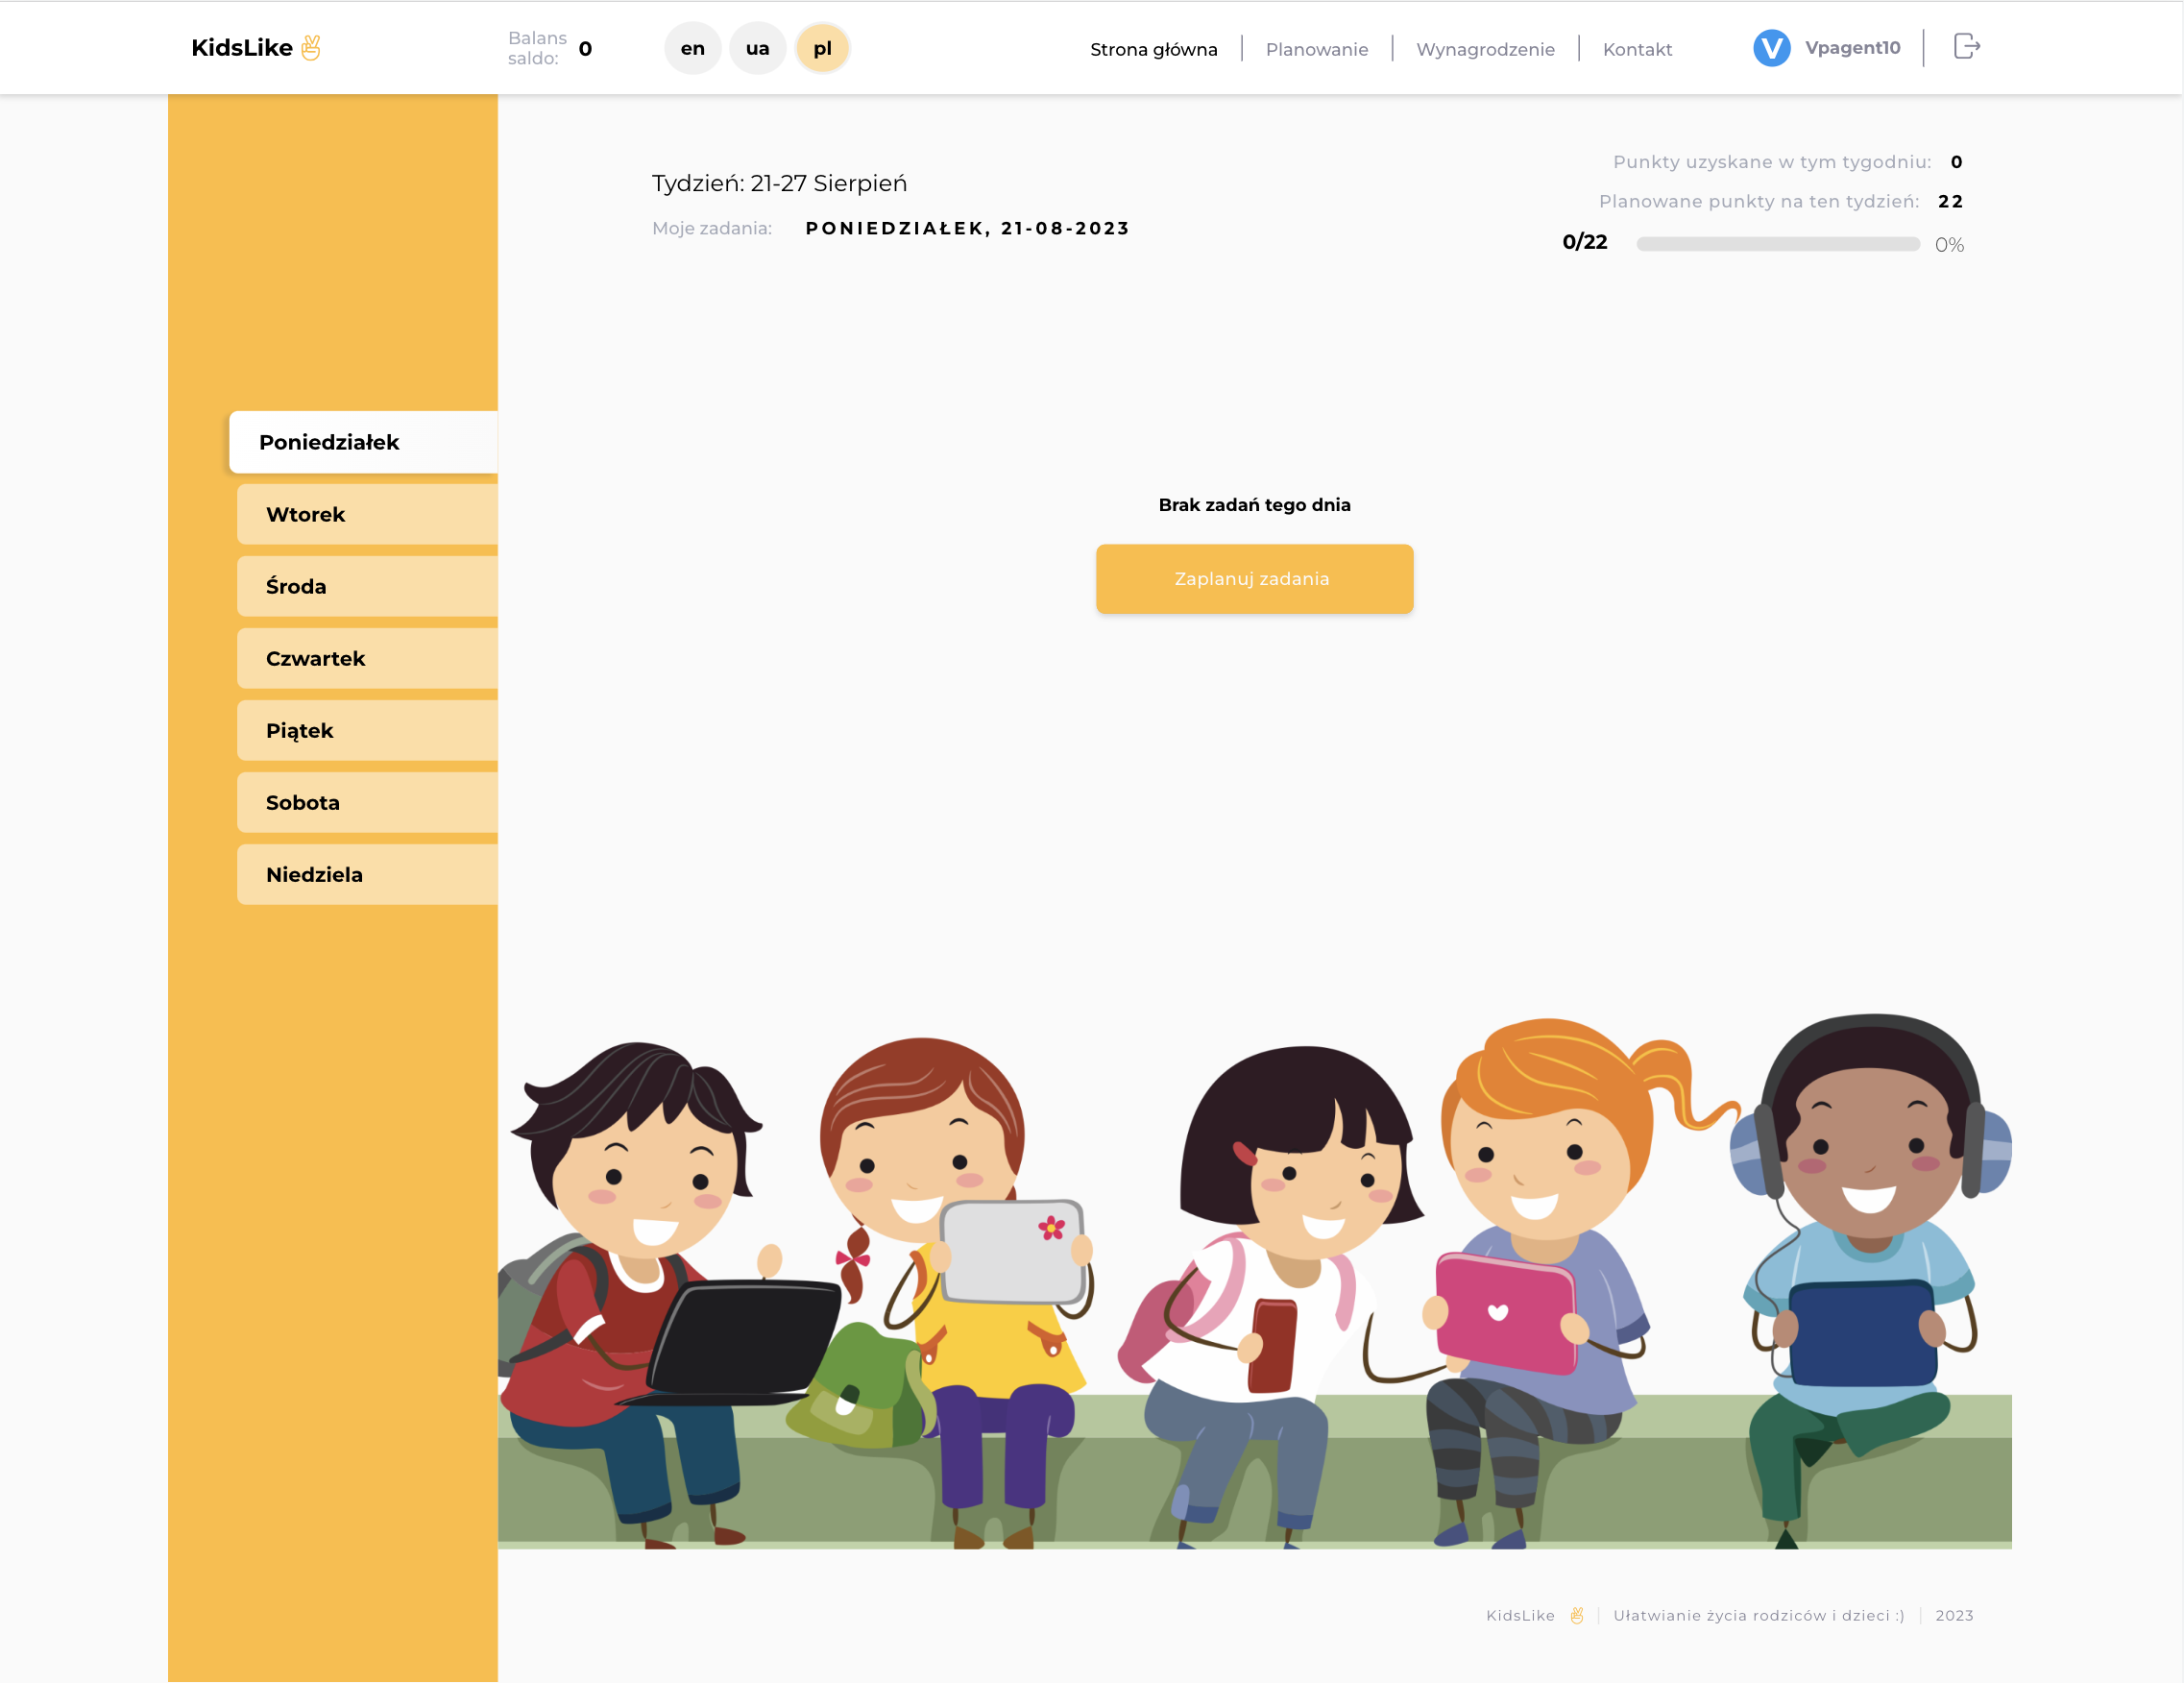 KidsLike
Balans
saldo:
0
en
ua
pl
Strona główna
Planowanie
Wynagrodzenie
Kontakt
V
Vpagent10
Tydzień: 21-27 Sierpień
Moje zadania: PONIEDZIAŁEK, 21-08-2023
Punkty uzyskane w tym tygodniu: 0
Planowane punkty na ten tydzień: 22
0/22 0%
Poniedziałek
Wtorek
Środa
Czwartek
Piątek
Sobota
Niedziela
Brak zadań tego dnia
Zaplanuj zadania
KidsLike
Ułatwianie życia rodziców i dzieci :)
2023